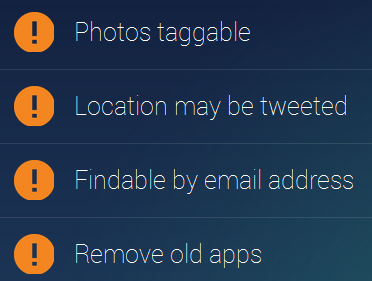 Photos taggable
Location may be tweeted
Findable by email address
Remove old apps